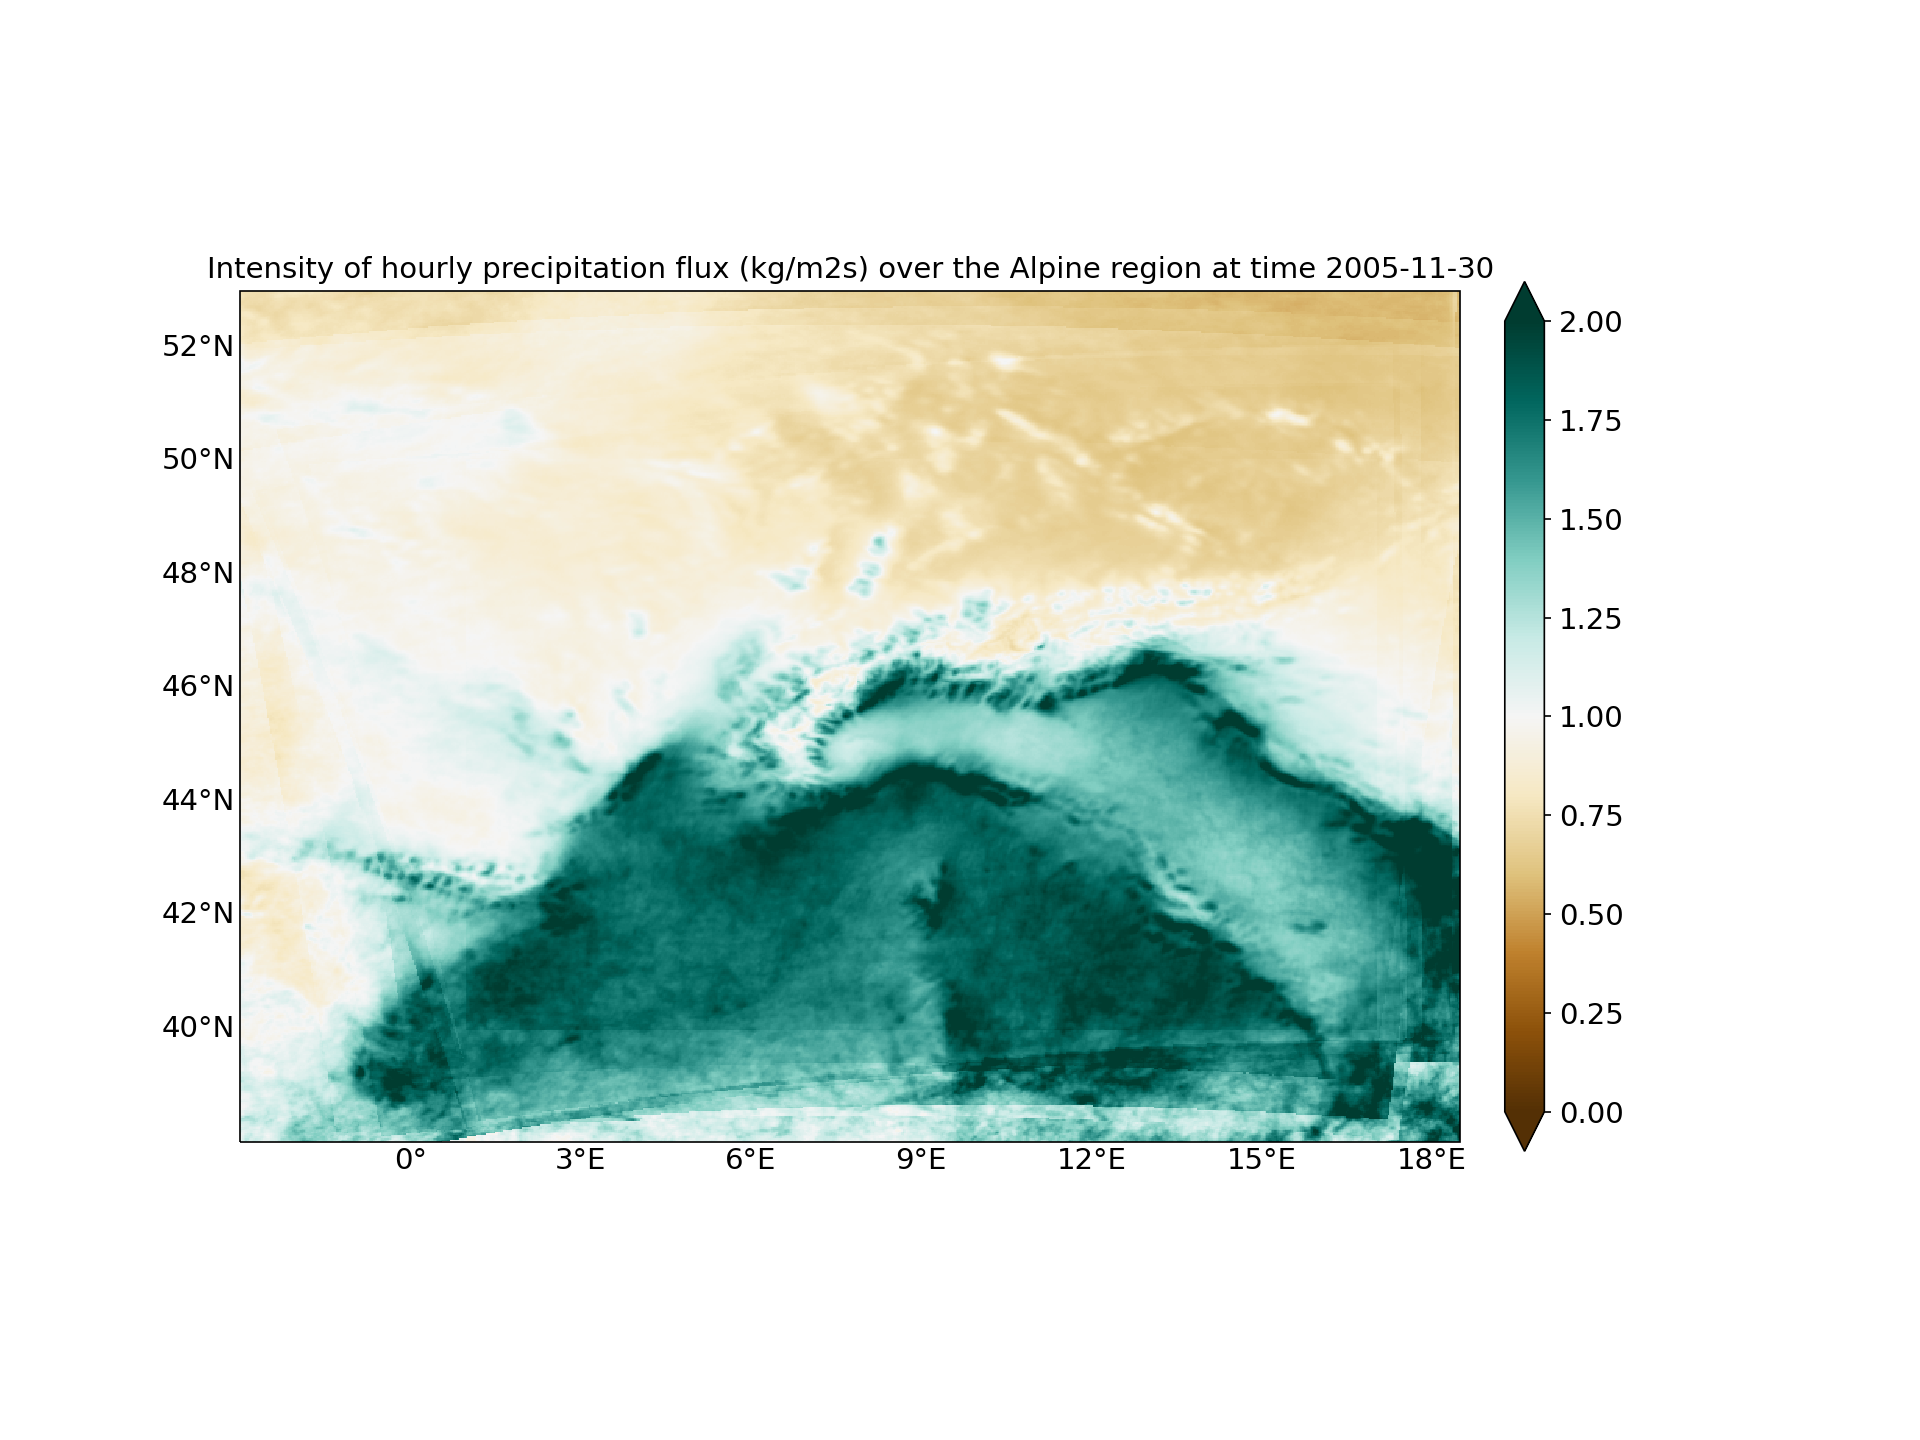 Intensity of hourly precipitation flux (kg/m2s) over the Alpine region at time 2005-11-30
52°N
50°N
48°N
46°N
44°N
42°N
40°N
0°
3°E
6°E
9°E
12°E
15°E
18°E
2.00
1.75
1.50
1.25
1.00
0.75
0.50
0.25
0.00